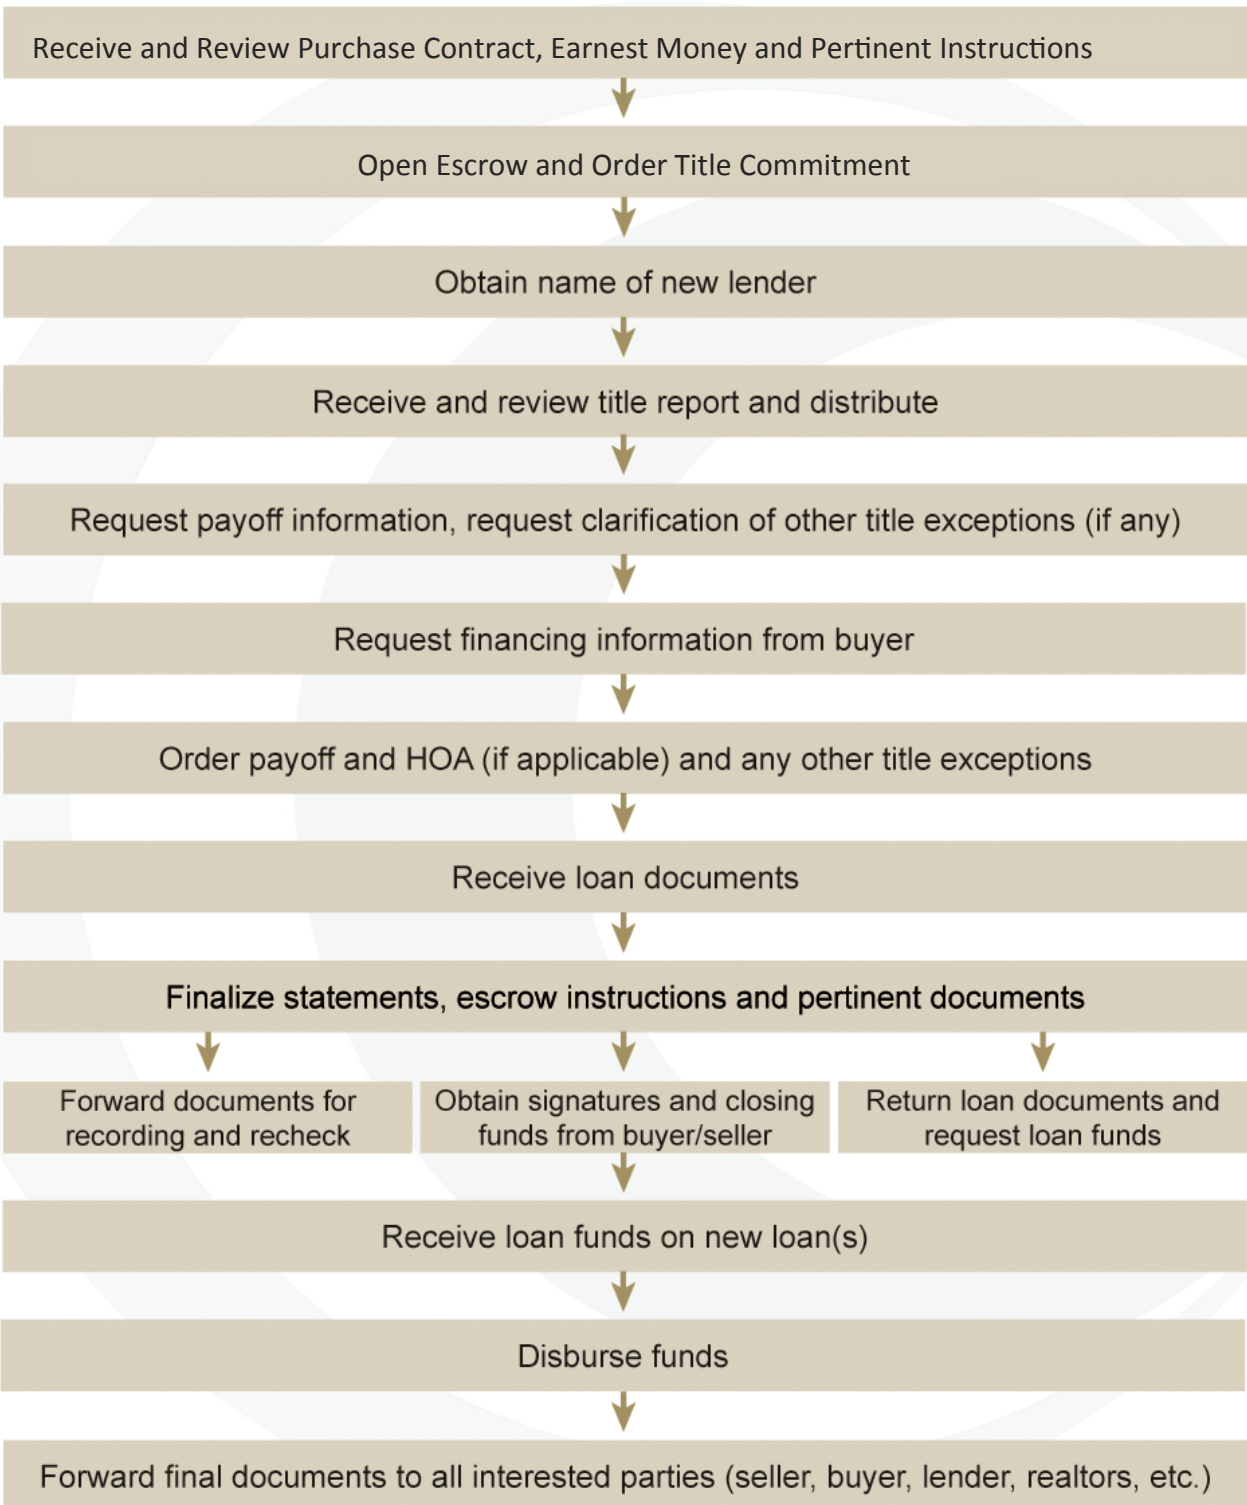 Receive and Review Purchase Contract, Earnest Money and Pertinent Instructions
Open Escrow and Order Title Commitment
Obtain name of new lender
Receive and review title report and distribute
Request payoff information, request clarification of other title exceptions (if any)
Request financing information from buyer
Order payoff and HOA (if applicable) and any other title exceptions
Receive loan documents
Finalize statements, escrow instructions and pertinent documents
Forward documents for
recording and recheck
Obtain signatures and closing
funds from buyer/seller
Return loan documents and
request loan funds
Receive loan funds on new loan(s)
Disburse funds
Forward final documents to all interested parties (seller, buyer, lender, realtors, etc.)